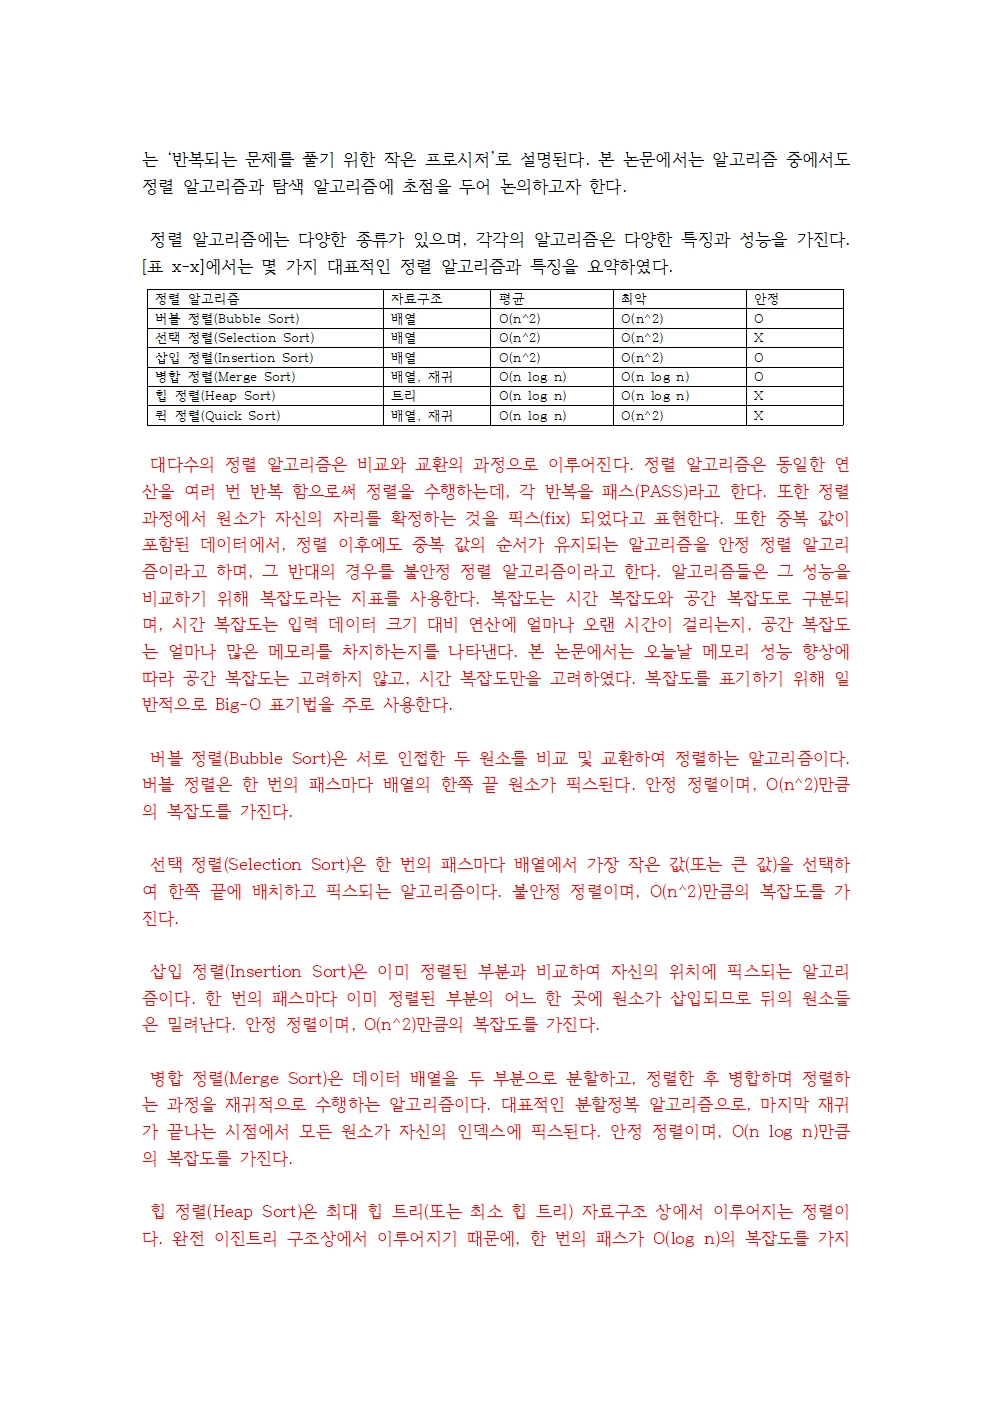 는 ‘반복되는 문제를 풀기 위한 작은 프로시저’로 설명된다. 본 논문에서는 알고리즘 중에서도
정렬 알고리즘과 탐색 알고리즘에 초점을 두어 논의하고자 한다.
정렬 알고리즘에는 다양한 종류가 있으며, 각각의 알고리즘은 다양한 특징과 성능을 가진다.
[표 x-x]에서는 몇 가지 대표적인 정렬 알고리즘과 특징을 요약하였다.
정렬 알고리즘 자료구조 평균 최악 안정
버블 정렬(Bubble Sort) 배열 O(n^2) O(n^2) O
선택 정렬(Selection Sort) 배열 O(n^2) O(n^2) X
삽입 정렬(Insertion Sort) 배열 O(n^2) O(n^2) O
병합 정렬(Merge Sort) 배열, 재귀 O(n log n) O(n log n) O
힙 정렬(Heap Sort) 트리 O(n log n) O(n log n) X
퀵 정렬(Quick Sort) 배열, 재귀 O(n log n) O(n^2) X
대다수의 정렬 알고리즘은 비교와 교환의 과정으로 이루어진다. 정렬 알고리즘은 동일한 연
산을 여러 번 반복 함으로써 정렬을 수행하는데, 각 반복을 패스(PASS)라고 한다. 또한 정렬
과정에서 원소가 자신의 자리를 확정하는 것을 픽스(fix) 되었다고 표현한다. 또한 중복 값이
포함된 데이터에서, 정렬 이후에도 중복 값의 순서가 유지되는 알고리즘을 안정 정렬 알고리
즘이라고 하며, 그 반대의 경우를 불안정 정렬 알고리즘이라고 한다. 알고리즘들은 그 성능을
비교하기 위해 복잡도라는 지표를 사용한다. 복잡도는 시간 복잡도와 공간 복잡도로 구분되
며, 시간 복잡도는 입력 데이터 크기 대비 연산에 얼마나 오랜 시간이 걸리는지, 공간 복잡도
는 얼마나 많은 메모리를 차지하는지를 나타낸다. 본 논문에서는 오늘날 메모리 성능 향상에
따라 공간 복잡도는 고려하지 않고, 시간 복잡도만을 고려하였다. 복잡도를 표기하기 위해 일
반적으로 Big-O 표기법을 주로 사용한다.
버블 정렬(Bubble Sort)은 서로 인접한 두 원소를 비교 및 교환하여 정렬하는 알고리즘이다.
버블 정렬은 한 번의 패스마다 배열의 한쪽 끝 원소가 픽스된다. 안정 정렬이며, O(n^2)만큼
의 복잡도를 가진다.
선택 정렬(Selection Sort)은 한 번의 패스마다 배열에서 가장 작은 값(또는 큰 값)을 선택하
여 한쪽 끝에 배치하고 픽스되는 알고리즘이다. 불안정 정렬이며, O(n^2)만큼의 복잡도를 가
진다.
삽입 정렬(Insertion Sort)은 이미 정렬된 부분과 비교하여 자신의 위치에 픽스되는 알고리
즘이다. 한 번의 패스마다 이미 정렬된 부분의 어느 한 곳에 원소가 삽입되므로 뒤의 원소들
은 밀려난다. 안정 정렬이며, O(n^2)만큼의 복잡도를 가진다.
병합 정렬(Merge Sort)은 데이터 배열을 두 부분으로 분할하고, 정렬한 후 병합하며 정렬하
는 과정을 재귀적으로 수행하는 알고리즘이다. 대표적인 분할정복 알고리즘으로, 마지막 재귀
가 끝나는 시점에서 모든 원소가 자신의 인덱스에 픽스된다. 안정 정렬이며, O(n log n)만큼
의 복잡도를 가진다.
힙 정렬(Heap Sort)은 최대 힙 트리(또는 최소 힙 트리) 자료구조 상에서 이루어지는 정렬이
다. 완전 이진트리 구조상에서 이루어지기 때문에, 한 번의 패스가 O(log n)의 복잡도를 가지